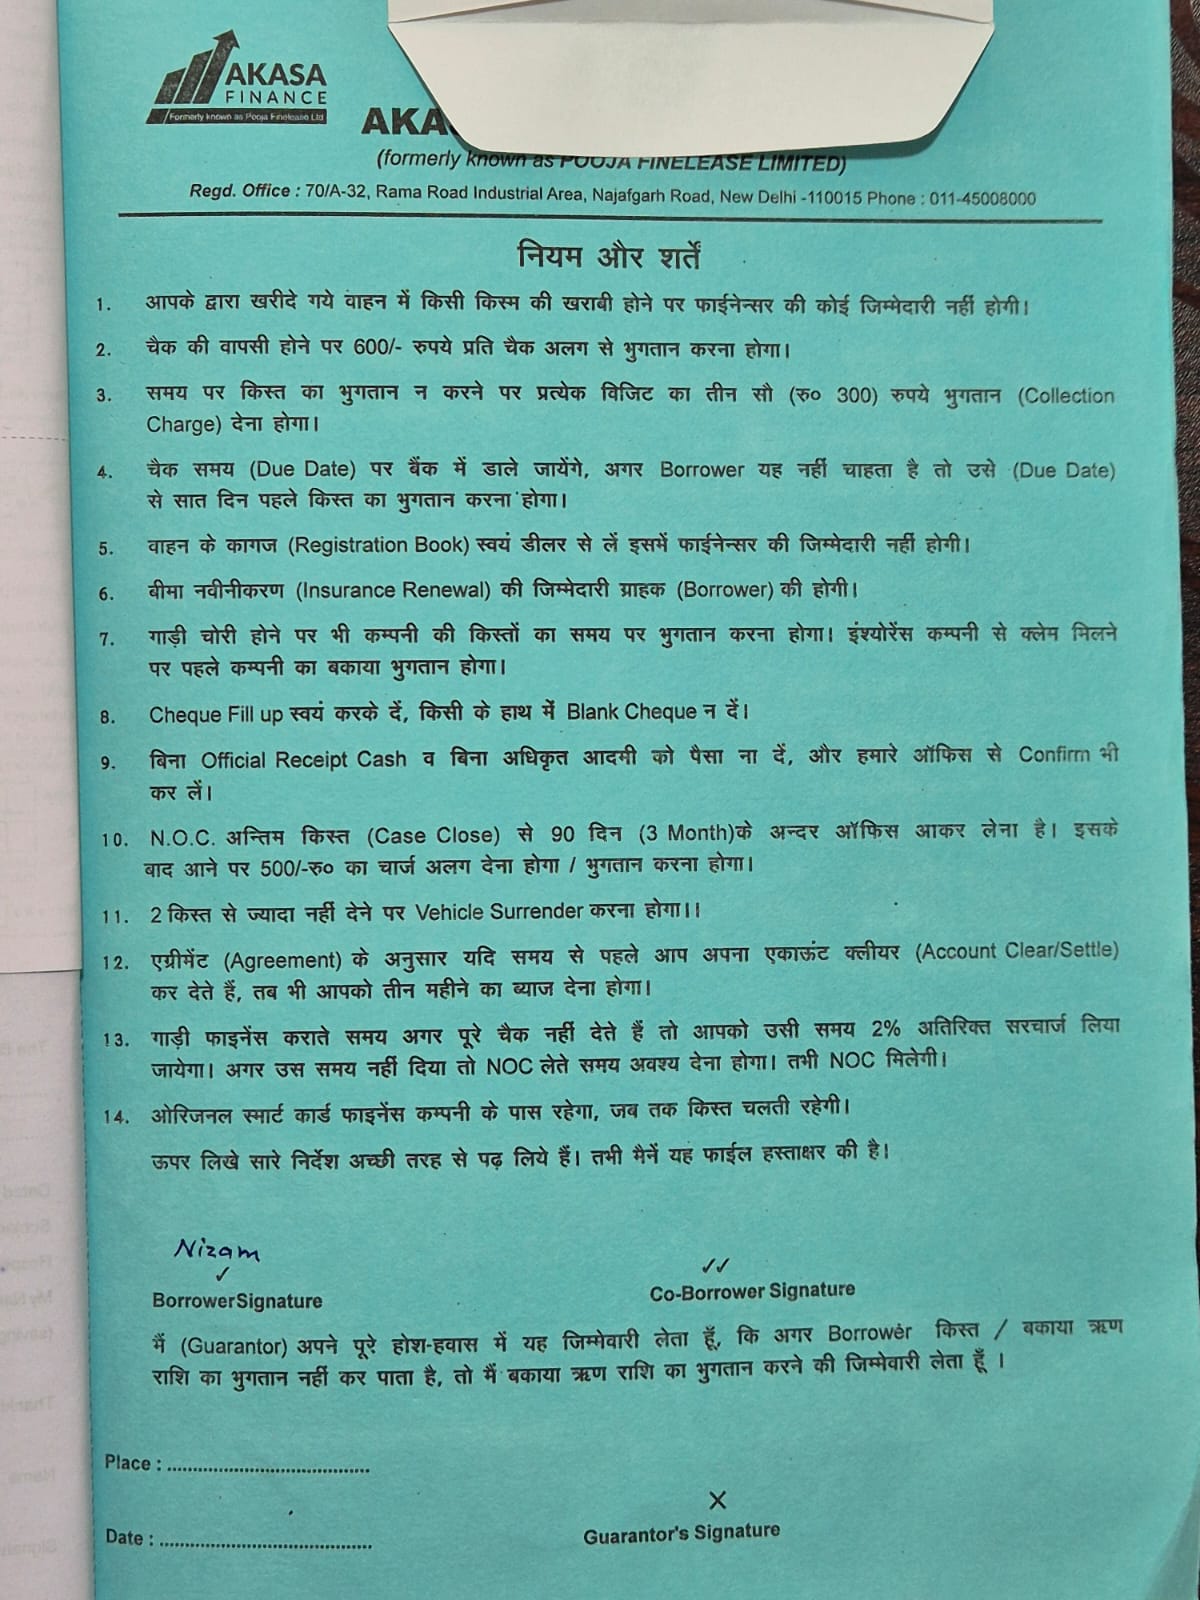 AKASA
FINANCE
Formerly known as Pooja Finelease Ltd
(formerly known as POOJA FINELEASE LIMITED)
Regd. Office : 70/A-32, Rama Road Industrial Area, Najafgarh Road, New Delhi -110015 Phone : 011-45008000
नियम और शर्तें
1. आपके द्वारा खरीदे गये वाहन में किसी किस्म की खराबी होने पर फाईनेन्सर की कोई जिम्मेदारी नहीं होगी।
2. चैक की वापसी होने पर 600/- रुपये प्रति चैक अलग से भुगतान करना होगा।
3. समय पर किस्त का भुगतान न करने पर प्रत्येक विजिट का तीन सौ (रु० 300) रुपये भुगतान (Collection
Charge) देना होगा।
4. चैक समय (Due Date) पर बैंक में डाले जायेंगे, अगर Borrower यह नहीं चाहता है तो उसे (Due Date)
से सात दिन पहले किस्त का भुगतान करना होगा।
5. वाहन के कागज (Registration Book) स्वयं डीलर से लें इसमें फाईनेन्सर की जिम्मेदारी नहीं होगी।
6. बीमा नवीनीकरण (Insurance Renewal) की जिम्मेदारी ग्राहक (Borrower) की होगी।
7. गाड़ी चोरी होने पर भी कम्पनी की किस्तों का समय पर भुगतान करना होगा। इंश्योरेंस कम्पनी से क्लेम मिलने
पर पहले कम्पनी का बकाया भुगतान होगा।
8. Cheque Fill up स्वयं करके दें, किसी के हाथ में Blank Cheque न दें।
9. बिना Official Receipt Cash व बिना अधिकृत आदमी को पैसा ना दें, और हमारे ऑफिस से Confirm भी
कर लें।
10. N.O.C. अन्तिम किस्त (Case Close) से 90 दिन (3 Month)के अन्दर ऑफिस आकर लेना है। इसके
बाद आने पर 500/-रु० का चार्ज अलग देना होगा / भुगतान करना होगा।
11. 2 किस्त से ज्यादा नहीं देने पर Vehicle Surrender करना होगा।।
12. एग्रीमेंट (Agreement) के अनुसार यदि समय से पहले आप अपना एकाऊंट क्लीयर (Account Clear/Settle)
कर देते हैं, तब भी आपको तीन महीने का ब्याज देना होगा।
13. गाड़ी फाइनेंस कराते समय अगर पूरे चैक नहीं देते हैं तो आपको उसी समय 2% अतिरिक्त सरचार्ज लिया
जायेगा। अगर उस समय नहीं दिया तो NOC लेते समय अवश्य देना होगा। तभी NOC मिलेगी।
14. ओरिजनल स्मार्ट कार्ड फाइनेंस कम्पनी के पास रहेगा, जब तक किस्त चलती रहेगी।
ऊपर लिखे सारे निर्देश अच्छी तरह से पढ़ लिये हैं। तभी मैनें यह फाईल हस्ताक्षर की है।
Nizam
BorrowerSignature
Co-Borrower Signature
मैं (Guarantor) अपने पूरे होश-हवास में यह जिम्मेवारी लेता हूँ, कि अगर Borrower किस्त / बकाया ऋण
राशि का भुगतान नहीं कर पाता है, तो मैं बकाया ऋण राशि का भुगतान करने की जिम्मेवारी लेता हूँ ।
Place : ........................................
X
Date : ..........................................
Guarantor's Signature